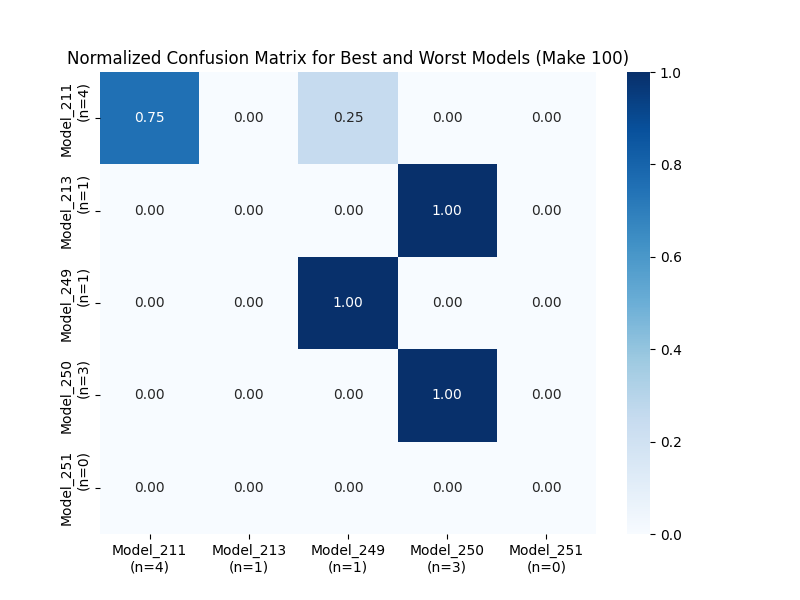 Normalized Confusion Matrix for Best and Worst Models (Make 100)
Model_211
(n=4)
0.75 0.00 0.25 0.00 0.00
Model_213
(n=1)
0.00 0.00 0.00 1.00 0.00
Model_249
(n=1)
0.00 0.00 1.00 0.00 0.00
Model_250
(n=3)
0.00 0.00 0.00 1.00 0.00
Model_251
(n=0)
0.00 0.00 0.00 0.00 0.00
Model_211 Model_213 Model_249 Model_250 Model_251
(n=4) (n=1) (n=1) (n=3) (n=0)
1.0
0.8
0.6
0.4
0.2
0.0